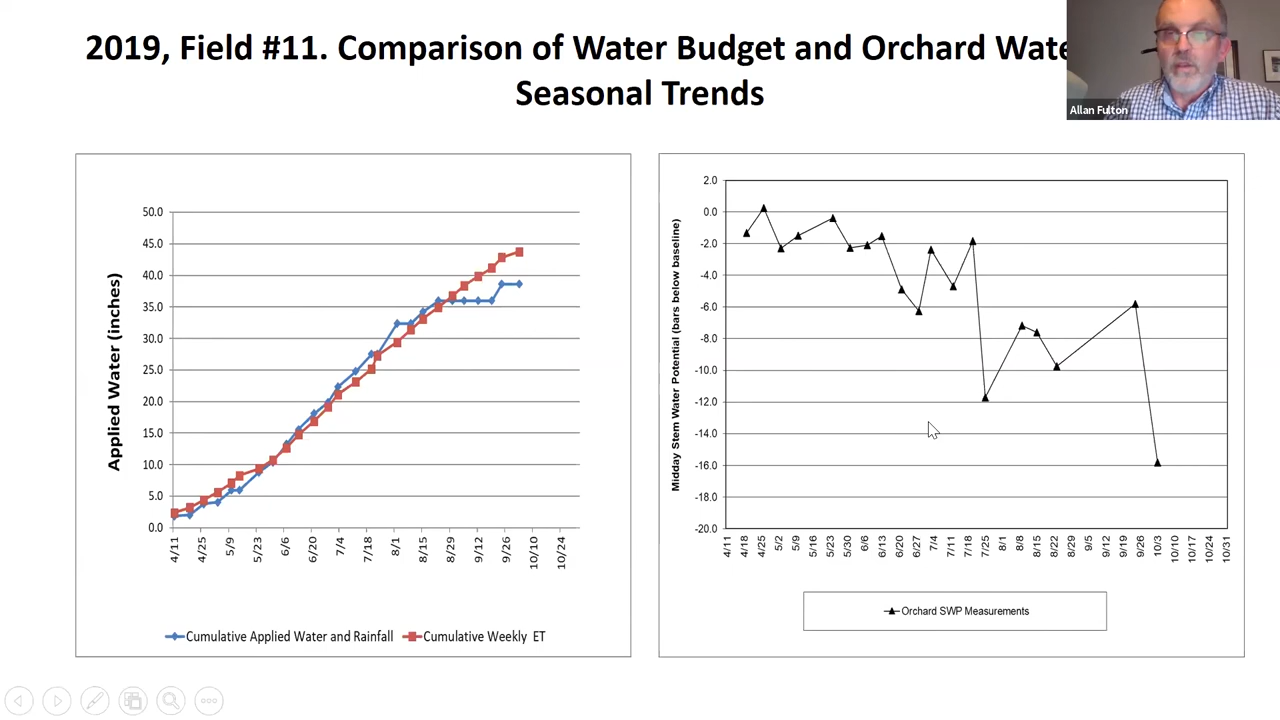 2019, Field #11. Comparison of Water Budget and Orchard Wate
Seasonal Trends
Allan Fulton
Applied Water (inches)
50.0
45.0
40.0
35.0
30.0
25.0
20.0
15.0
10.0
5.0
0.0
4/11 4/25 5/9 5/23 6/6 6/20 7/4 7/18 8/1 8/15 8/29 9/12 9/26 10/10 10/24
Cumulative Applied Water and Rainfall Cumulative Weekly ET
Midday Stem Water Potential (bars below baseline)
2.0
0.0
-2.0
-4.0
-6.0
-8.0
-10.0
-12.0
-14.0
-16.0
-18.0
-20.0
4/11 4/18 4/25 5/2 5/9 5/16 5/23 5/30 6/6 6/13 6/20 6/27 7/4 7/11 7/18 7/25 8/1 8/8 8/15 8/22 8/29 9/5 9/12 9/19 9/26 10/3 10/10 10/17 10/24 10/31
Orchard SWP Measurements